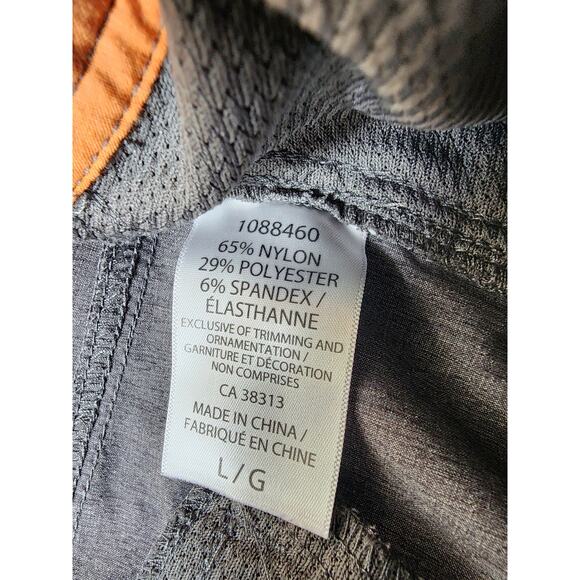 1088460
65% NYLON
29% POLYESTER
6% SPANDEX /
ÉLASTHANNE
EXCLUSIVE OF TRIMMING AND
ORNAMENTATION /
GARNITURE ET DÉCORATION
NON COMPRISES
CA 38313
MADE IN CHINA /
FABRIQUÉ EN CHINE
L / G